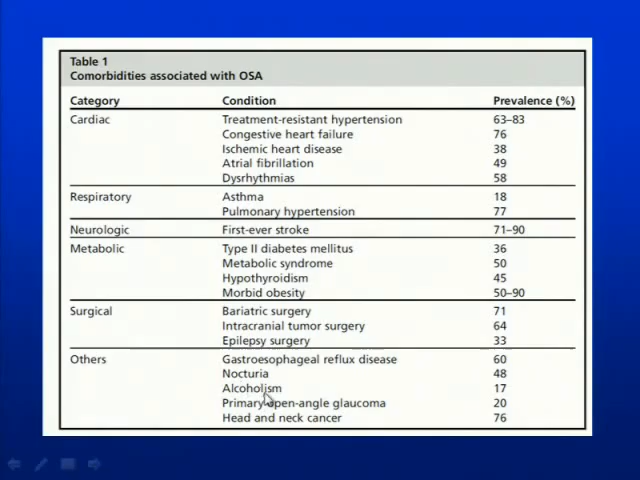 Table 1
Comorbidities associated with OSA
Category Condition Prevalence (%)
Cardiac Treatment-resistant hypertension 63–83
Congestive heart failure 76
Ischemic heart disease 38
Atrial fibrillation 49
Dysrhythmias 58
Respiratory Asthma 18
Pulmonary hypertension 77
Neurologic First-ever stroke 71–90
Metabolic Type II diabetes mellitus 36
Metabolic syndrome 50
Hypothyroidism 45
Morbid obesity 50–90
Surgical Bariatric surgery 71
Intracranial tumor surgery 64
Epilepsy surgery 33
Others Gastroesophageal reflux disease 60
Nocturia 48
Alcoholism 17
Primary open-angle glaucoma 20
Head and neck cancer 76